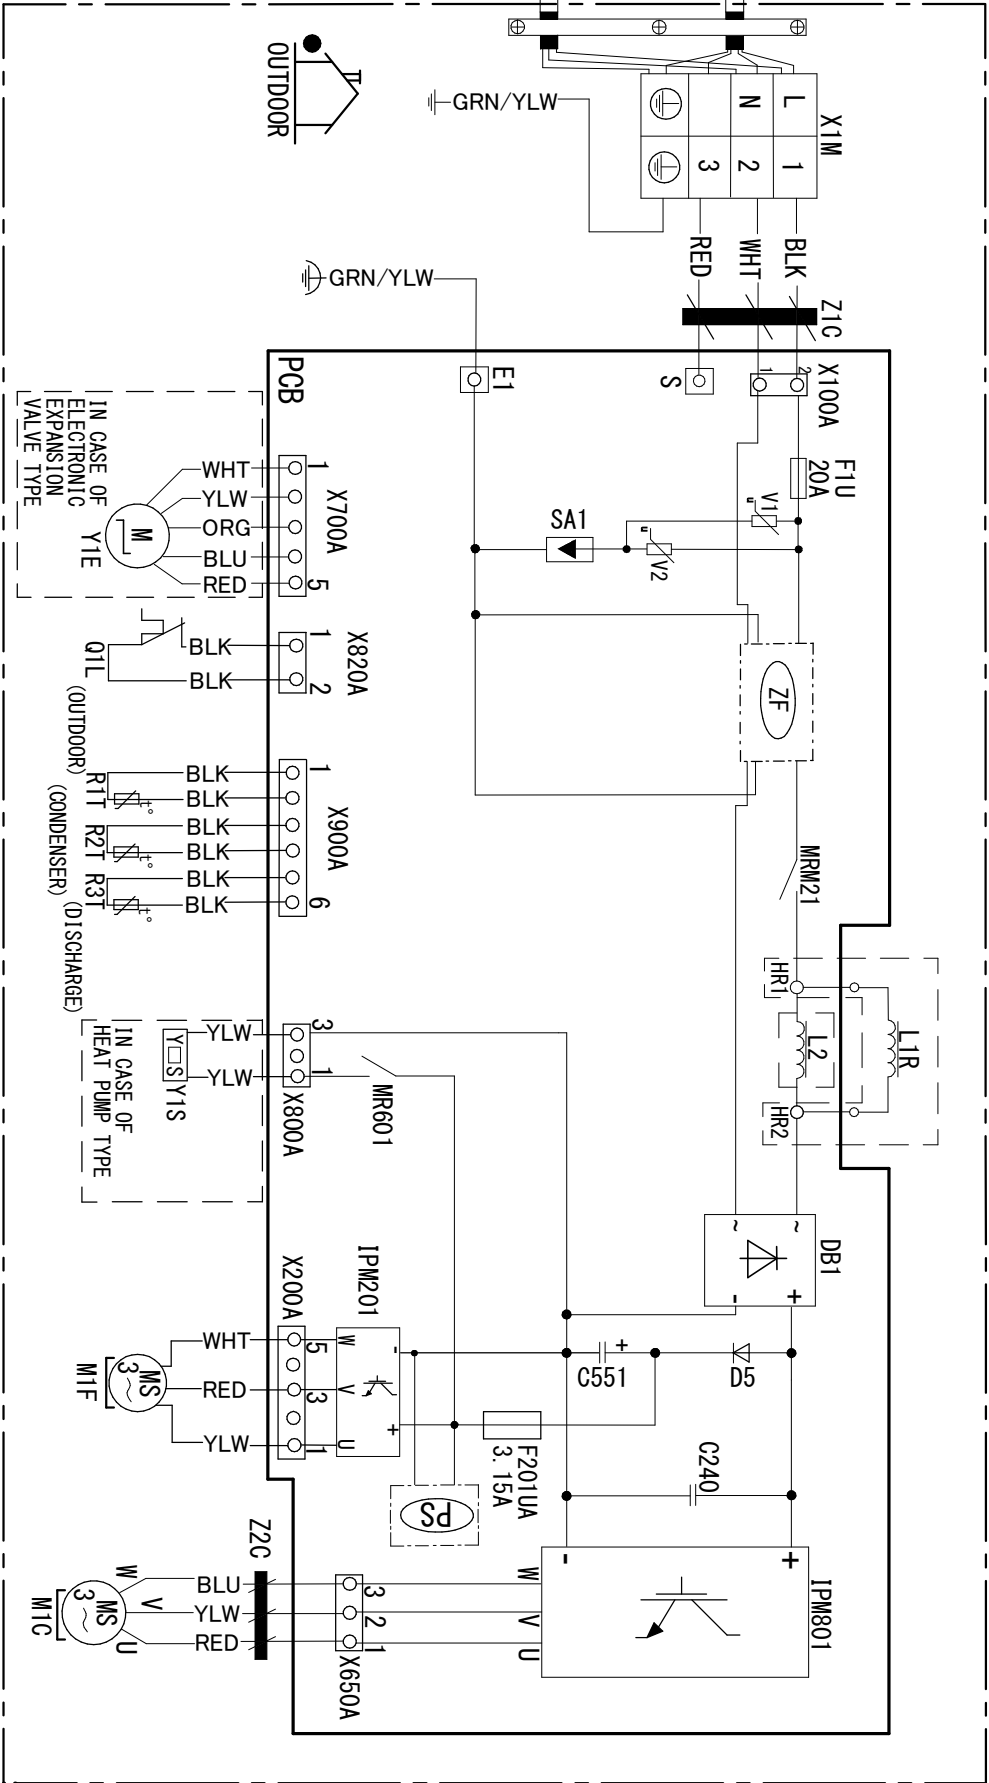 OUTDOOR
GRN/YLW
X1M
L
N
1
2
3
BLK
WHT
RED
Z1C
GRN/YLW
PCB
E1
S
X100A
2
1
F1U
20A
V1
u
V2
u
SA1
ZF
MRM21
HR1
L2
HR2
L1R
DB1
~
~
-
+
IN CASE OF
ELECTRONIC
EXPANSION
VALVE TYPE
M
Y1E
WHT
YLW
ORG
BLU
RED
1
5
X700A
Q1L
BLK
BLK
1
2
X820A
(OUTDOOR)
R1T
t°
(CONDENSER)
R2T
t°
(DISCHARGE)
R3T
t°
BLK
BLK
BLK
BLK
BLK
BLK
1
6
X900A
IN CASE OF
HEAT PUMP TYPE
Y S
Y1S
YLW
YLW
3
1
X800A
MR601
M1F
MS
3~
WHT
RED
YLW
X200A
5
3
1
IPM201
W
V
U
-
+
PS
F201UA
3.15A
C551
+
D5
C240
IPM801
-
+
W
V
U
X650A
3
2
1
Z2C
BLU
YLW
RED
W
V
U
MS
3~
M1C